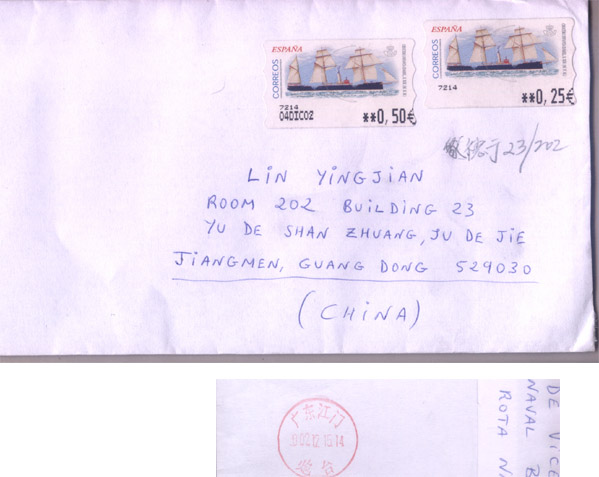 ESPAÑA
CORREOS
7214
04DIC02
**0,50€
ESPAÑA
CORREOS
7214
**0,25€
23/202
LiN YiNGJiAN
ROOM 202 BUiLDiNG 23
YU DE SHAN ZHUANG, JU DE JiE
JiANGMEN, GUANG DONG 529030
(CHiNA)
广东江门
DE VICE
NAVAL B
ROTA N